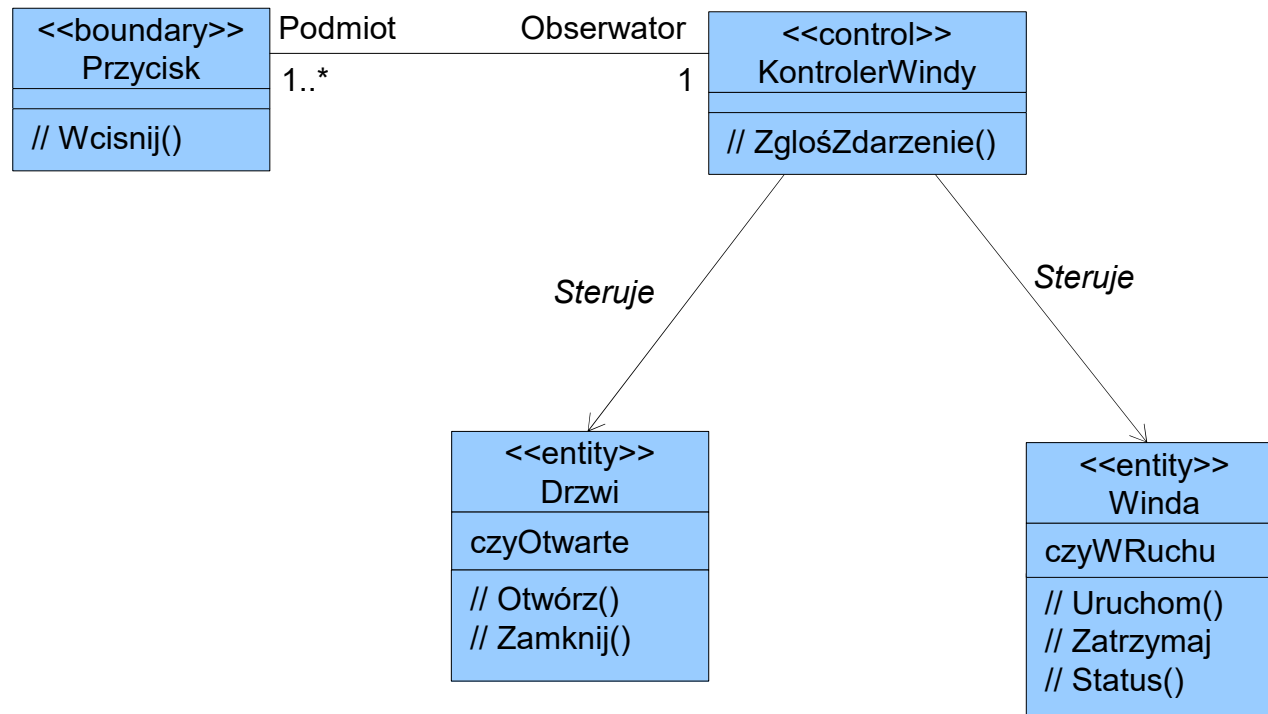 <<boundary>>
Przycisk
// Wcisnij()
Podmiot
Obserwator
1..*
1
<<control>>
KontrolerWindy
// ZglośZdarzenie()
Steruje
Steruje
<<entity>>
Drzwi
czyOtwarte
// Otwórz()
// Zamknij()
<<entity>>
Winda
czyWRuchu
// Uruchom()
// Zatrzymaj
// Status()